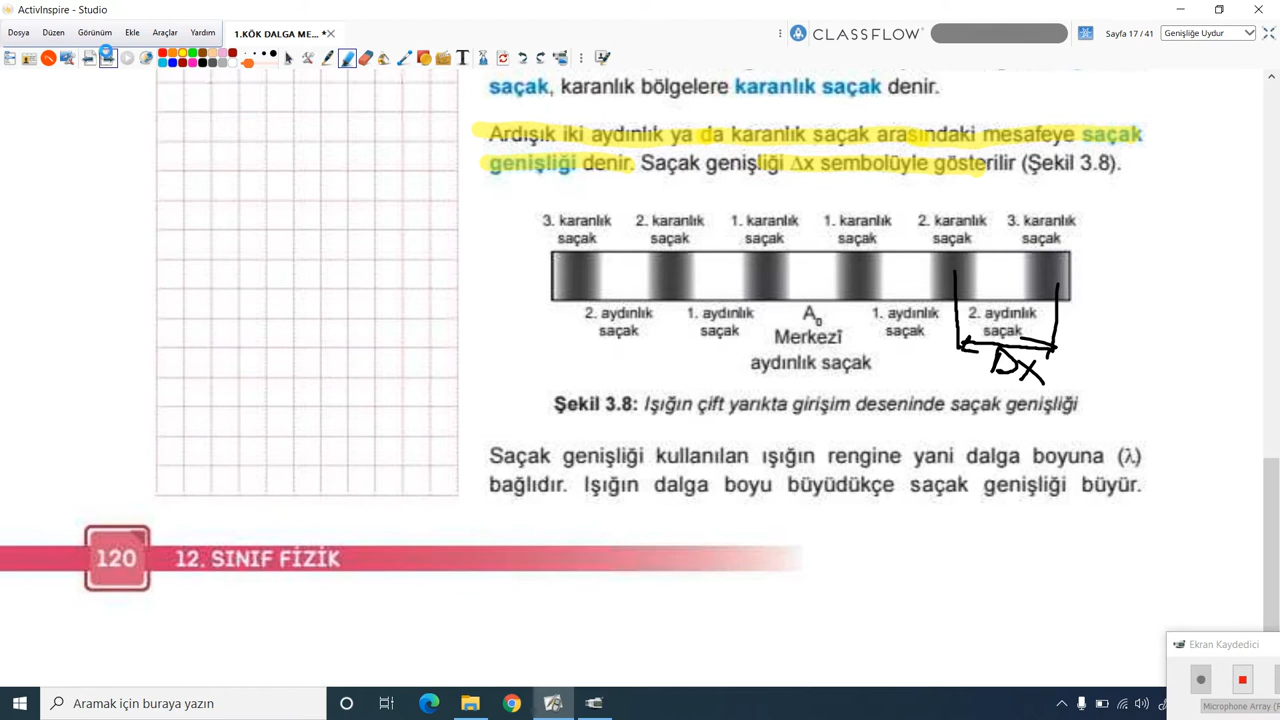 ActivInspire - Studio
Dosya Düzen Görünüm Ekle Araçlar Yardım
1.KÖK DALGA ME... *
CLASSFLOW
Sayfa 17 / 41
Genişliğe Uydur
saçak, karanlık bölgelere karanlık saçak denir.
Ardışık iki aydınlık ya da karanlık saçak arasındaki mesafeye saçak
genişliği denir. Saçak genişliği Δx sembolüyle gösterilir (Şekil 3.8).
3. karanlık saçak
2. karanlık saçak
1. karanlık saçak
1. karanlık saçak
2. karanlık saçak
3. karanlık saçak
2. aydınlık saçak
1. aydınlık saçak
A0
Merkezî
aydınlık saçak
1. aydınlık saçak
2. aydınlık saçak
Δx
Şekil 3.8: Işığın çift yarıkta girişim deseninde saçak genişliği
Saçak genişliği kullanılan ışığın rengine yani dalga boyuna (λ)
bağlıdır. Işığın dalga boyu büyüdükçe saçak genişliği büyür.
120
12. SINIF FİZİK
Ekran Kaydedici
Microphone Array (
Aramak için buraya yazın